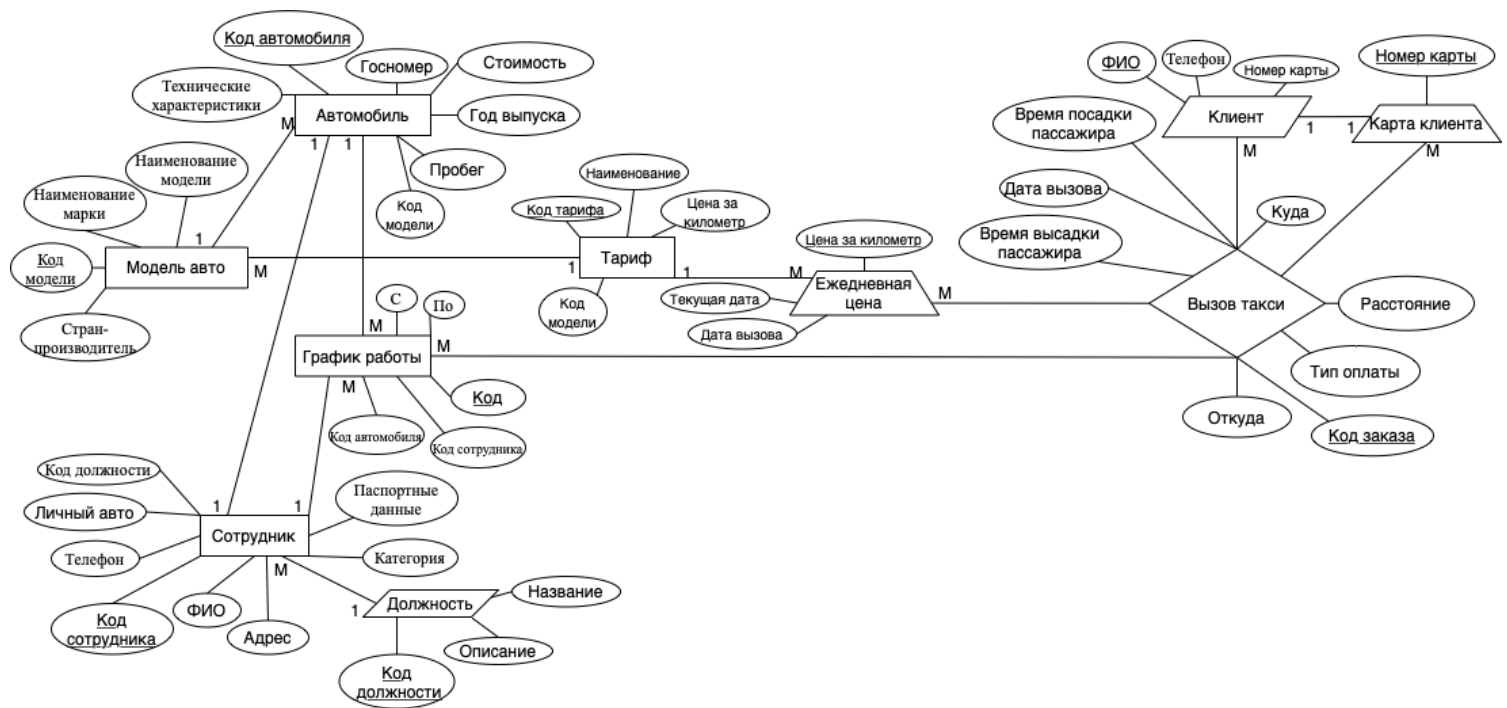 Код автомобиля
Госномер
Стоимость
Технические
характеристики
Автомобиль
Год выпуска
М
1
1
Пробег
Код
модели
Наименование
модели
Наименование
марки
1
Код
модели
Модель авто
М
Стран-
производитель
Наименование
Код тарифа
Цена за
километр
1
Тариф
1
Код
модели
Цена за километр
М
Ежедневная
цена
М
Текущая дата
Дата вызова
ФИО
Телефон
Номер карты
Номер карты
Клиент
1
1
Карта клиента
М
М
Время посадки
пассажира
Дата вызова
Куда
Время высадки
пассажира
Вызов такси
Расстояние
Тип оплаты
Откуда
Код заказа
С
По
М
График работы
М
М
Код
Код автомобиля
Код сотрудника
Код должности
Личный авто
1
1
Паспортные
данные
Сотрудник
Телефон
Категория
М
Код
сотрудника
ФИО
Адрес
1
Должность
Название
Описание
Код
должности